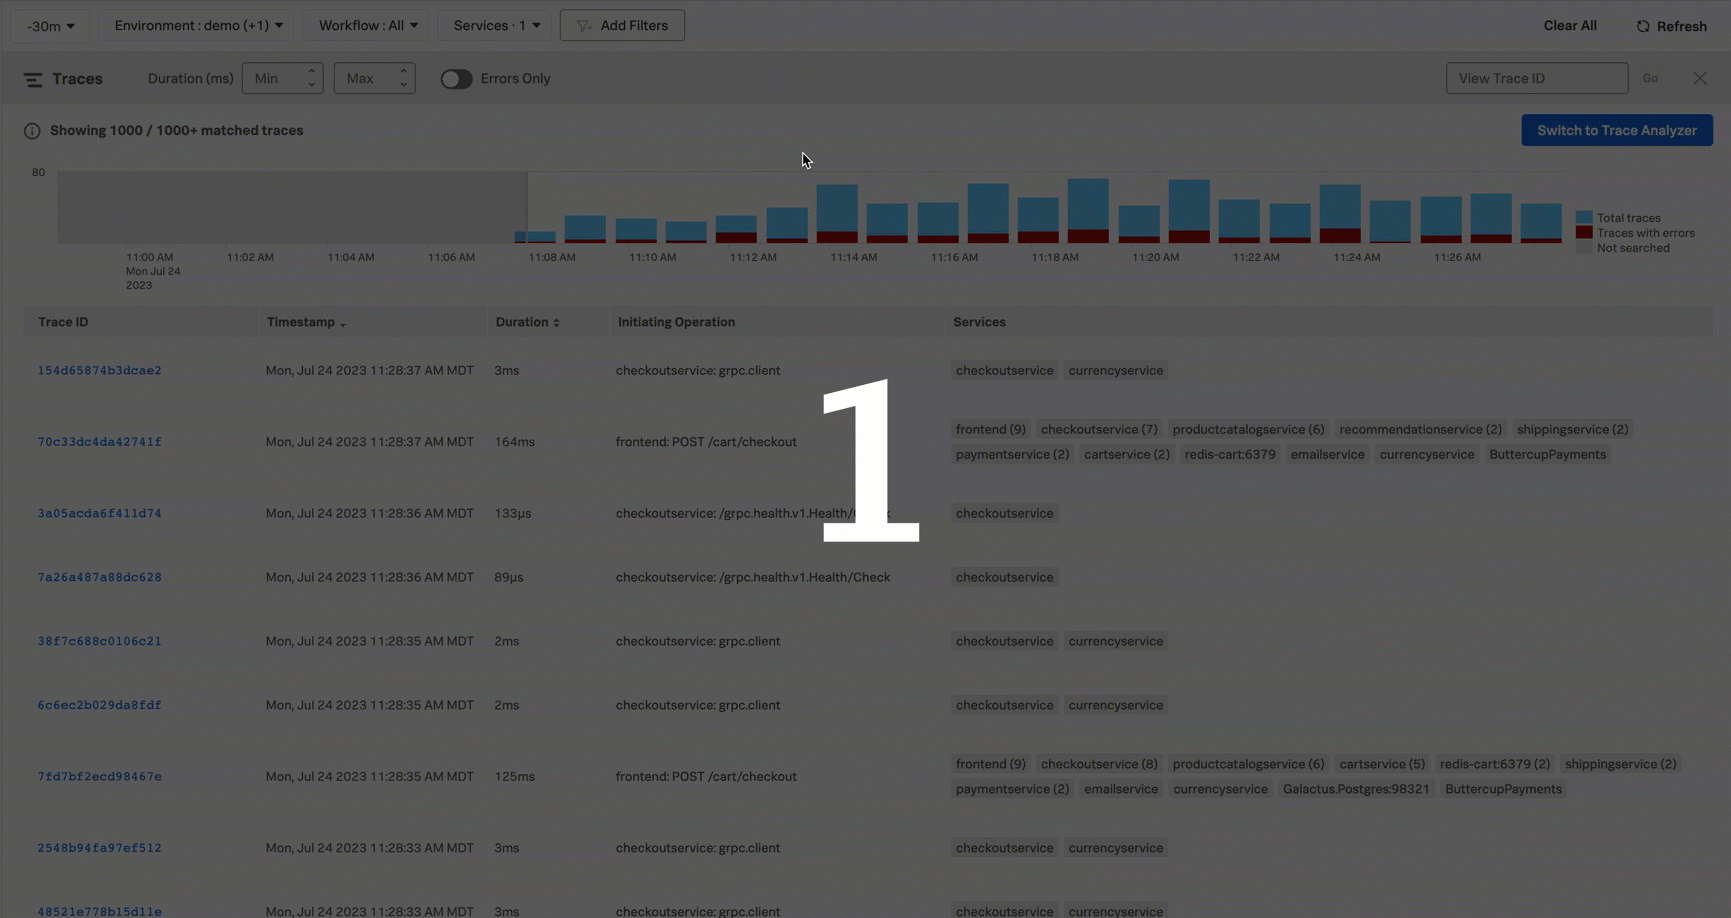 -30m Environment : demo (+1) Workflow : All Services · 1 Add Filters Clear All Refresh
Traces Duration (ms) Min Max Errors Only View Trace ID Go
Showing 1000 / 1000+ matched traces Switch to Trace Analyzer
80
Total traces
Traces with errors
Not searched
11:00 AM 11:02 AM 11:04 AM 11:06 AM 11:08 AM 11:10 AM 11:12 AM 11:14 AM 11:16 AM 11:18 AM 11:20 AM 11:22 AM 11:24 AM 11:26 AM
Mon Jul 24
2023
Trace ID Timestamp Duration Initiating Operation Services
154d65874b3dcae2 Mon, Jul 24 2023 11:28:37 AM MDT 3ms checkoutservice: grpc.client checkoutservice currencyservice
1
70c33dc4da42741f Mon, Jul 24 2023 11:28:37 AM MDT 164ms frontend: POST /cart/checkout frontend (9) checkoutservice (7) productcatalogservice (6) recommendationservice (2) shippingservice (2)
paymentservice (2) cartservice (2) redis-cart:6379 emailservice currencyservice ButtercupPayments
3a05acda6f411d74 Mon, Jul 24 2023 11:28:36 AM MDT 133µs checkoutservice: /grpc.health.v1.Health/ checkoutservice
7a26a487a88dc628 Mon, Jul 24 2023 11:28:36 AM MDT 89µs checkoutservice: /grpc.health.v1.Health/Check checkoutservice
38f7c688c0106c21 Mon, Jul 24 2023 11:28:35 AM MDT 2ms checkoutservice: grpc.client checkoutservice currencyservice
6c6ec2b029da8fdf Mon, Jul 24 2023 11:28:35 AM MDT 2ms checkoutservice: grpc.client checkoutservice currencyservice
7fd7bf2ecd98467e Mon, Jul 24 2023 11:28:35 AM MDT 125ms frontend: POST /cart/checkout frontend (9) checkoutservice (8) productcatalogservice (6) cartservice (5) redis-cart:6379 (2) shippingservice (2)
paymentservice (2) emailservice currencyservice Galactus.Postgres:98321 ButtercupPayments
2548b94fa97ef512 Mon, Jul 24 2023 11:28:33 AM MDT 3ms checkoutservice: grpc.client checkoutservice currencyservice
48521e778b15d11e Mon, Jul 24 2023 11:28:33 AM MDT 3ms checkoutservice: grpc.client checkoutservice currencyservice